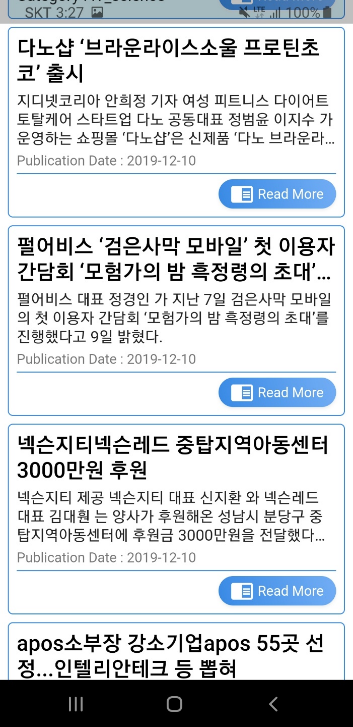 SKT 3:27 LTE 100%
다노샵 ‘브라운라이스소울 프로틴초
코’ 출시
지디넷코리아 안희정 기자 여성 피트니스 다이어트
토탈케어 스타트업 다노 공동대표 정범윤 이지수 가
운영하는 쇼핑몰 ‘다노샵’은 신제품 ‘다노 브라운라...
Publication Date : 2019-12-10
Read More
펄어비스 ‘검은사막 모바일’ 첫 이용자
간담회 ‘모험가의 밤 흑정령의 초대’...
펄어비스 대표 정경인 가 지난 7일 검은사막 모바일
의 첫 이용자 간담회 ‘모험가의 밤 흑정령의 초대’를
진행했다고 9일 밝혔다.
Publication Date : 2019-12-10
Read More
넥슨지티넥슨레드 중탑지역아동센터
3000만원 후원
넥슨지티 제공 넥슨지티 대표 신지환 와 넥슨레드
대표 김대훤 는 양사가 후원해온 성남시 분당구 중
탑지역아동센터에 후원금 3000만원을 전달했다...
Publication Date : 2019-12-10
Read More
apos소부장 강소기업apos 55곳 선
정...인텔리안테크 등 뽑혀